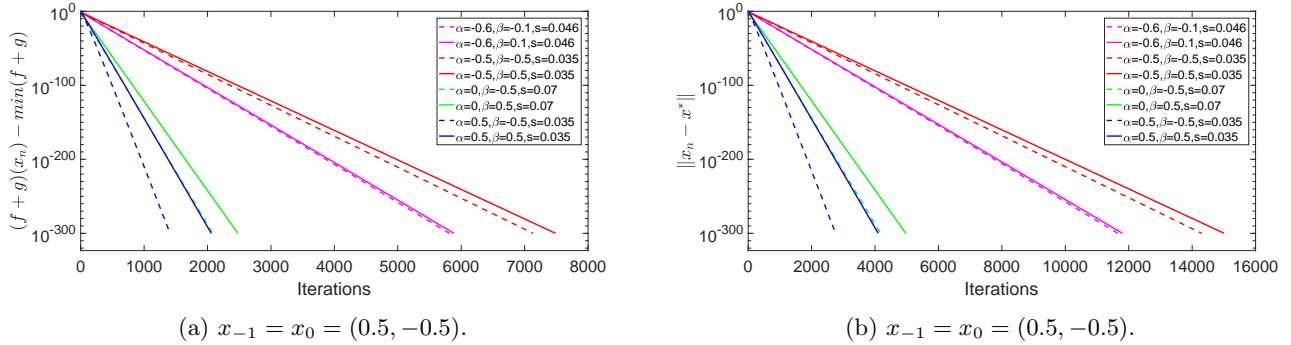 10^0
10^-100
10^-200
10^-300
(f + g)(x_n) − min(f + g)
α=-0.6,β=-0.1,s=0.046
α=-0.6,β=0.1,s=0.046
α=-0.5,β=-0.5,s=0.035
α=-0.5,β=0.5,s=0.035
α=0,β=-0.5,s=0.07
α=0,β=0.5,s=0.07
α=0.5,β=-0.5,s=0.035
α=0.5,β=0.5,s=0.035
0 1000 2000 3000 4000 5000 6000 7000 8000
Iterations
(a) x_{−1} = x_0 = (0.5, −0.5).
10^0
10^-100
10^-200
10^-300
∥x_n − x^*∥
α=-0.6,β=-0.1,s=0.046
α=-0.6,β=0.1,s=0.046
α=-0.5,β=-0.5,s=0.035
α=-0.5,β=0.5,s=0.035
α=0,β=-0.5,s=0.07
α=0,β=0.5,s=0.07
α=0.5,β=-0.5,s=0.035
α=0.5,β=0.5,s=0.035
0 2000 4000 6000 8000 10000 12000 14000 16000
Iterations
(b) x_{−1} = x_0 = (0.5, −0.5).